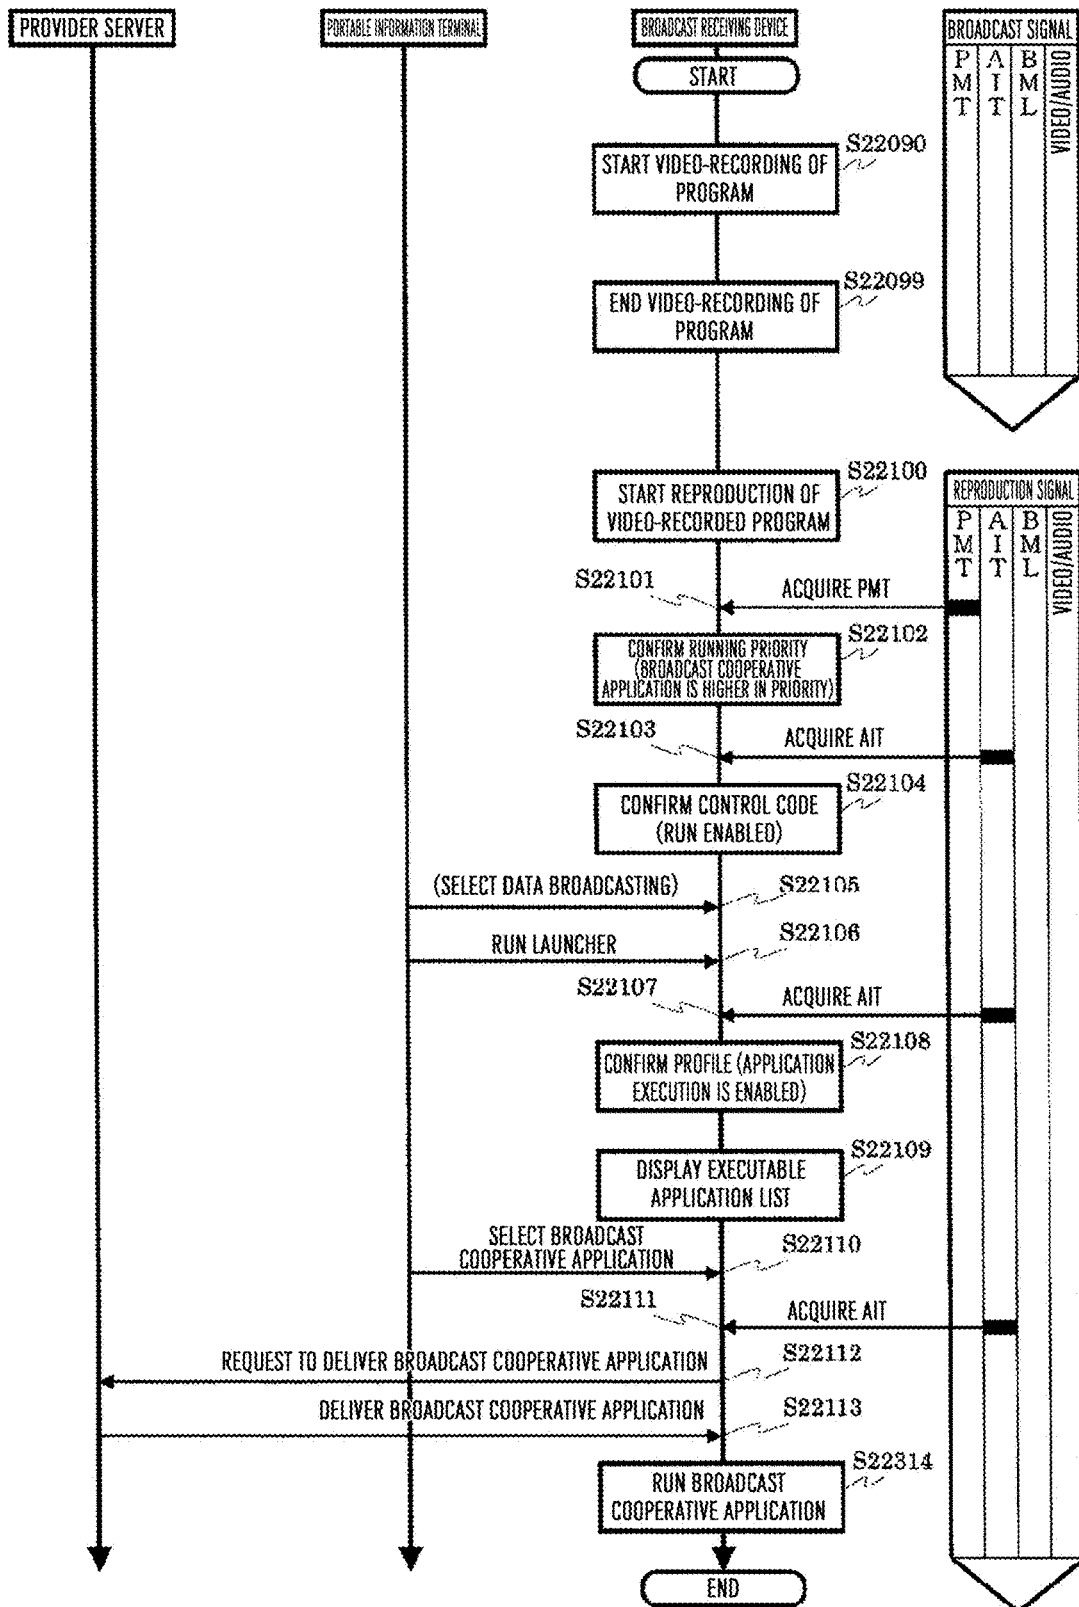 PROVIDER SERVER
PORTABLE INFORMATION TERMINAL
BROADCAST RECEIVING DEVICE
BROADCAST SIGNAL
PMT
AIT
BML
VIDEO/AUDIO
START
S22090
START VIDEO-RECORDING OF
PROGRAM
S22099
END VIDEO-RECORDING OF
PROGRAM
S22100
START REPRODUCTION OF
VIDEO-RECORDED PROGRAM
REPRODUCTION SIGNAL
PMT
AIT
BML
VIDEO/AUDIO
S22101
ACQUIRE PMT
S22102
CONFIRM RUNNING PRIORITY
(BROADCAST COOPERATIVE
APPLICATION IS HIGHER IN PRIORITY)
S22103
ACQUIRE AIT
S22104
CONFIRM CONTROL CODE
(RUN ENABLED)
(SELECT DATA BROADCASTING)
S22105
RUN LAUNCHER
S22106
S22107
ACQUIRE AIT
S22108
CONFIRM PROFILE (APPLICATION
EXECUTION IS ENABLED)
S22109
DISPLAY EXECUTABLE
APPLICATION LIST
SELECT BROADCAST
COOPERATIVE APPLICATION
S22110
S22111
ACQUIRE AIT
REQUEST TO DELIVER BROADCAST COOPERATIVE APPLICATION
S22112
DELIVER BROADCAST COOPERATIVE APPLICATION
S22113
S22314
RUN BROADCAST
COOPERATIVE APPLICATION
END